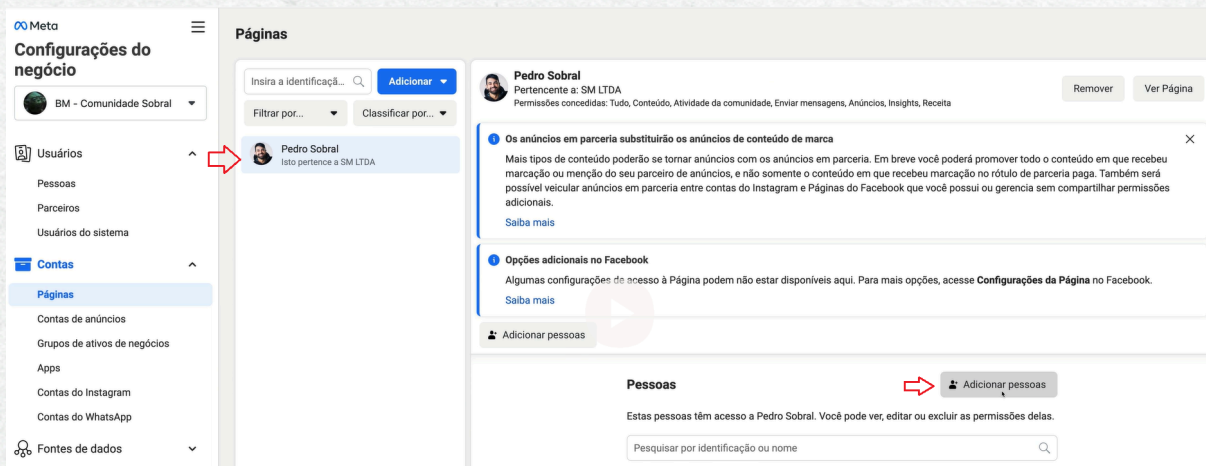 Meta
Configurações do
negócio
BM - Comunidade Sobral
Usuários
Pessoas
Parceiros
Usuários do sistema
Contas
Páginas
Contas de anúncios
Grupos de ativos de negócios
Apps
Contas do Instagram
Contas do WhatsApp
Fontes de dados
Páginas
Insira a identificaçã...
Adicionar
Filtrar por...
Classificar por...
Pedro Sobral
Isto pertence a SM LTDA
Pedro Sobral
Pertencente a: SM LTDA
Permissões concedidas: Tudo, Conteúdo, Atividade da comunidade, Enviar mensagens, Anúncios, Insights, Receita
Remover
Ver Página
Os anúncios em parceria substituirão os anúncios de conteúdo de marca
Mais tipos de conteúdo poderão se tornar anúncios com os anúncios em parceria. Em breve você poderá promover todo o conteúdo em que recebeu
marcação ou menção do seu parceiro de anúncios, e não somente o conteúdo em que recebeu marcação no rótulo de parceria paga. Também será
possível veicular anúncios em parceria entre contas do Instagram e Páginas do Facebook que você possui ou gerencia sem compartilhar permissões
adicionais.
Saiba mais
Opções adicionais no Facebook
Algumas configurações de acesso à Página podem não estar disponíveis aqui. Para mais opções, acesse Configurações da Página no Facebook.
Saiba mais
Adicionar pessoas
Pessoas
Adicionar pessoas
Estas pessoas têm acesso a Pedro Sobral. Você pode ver, editar ou excluir as permissões delas.
Pesquisar por identificação ou nome